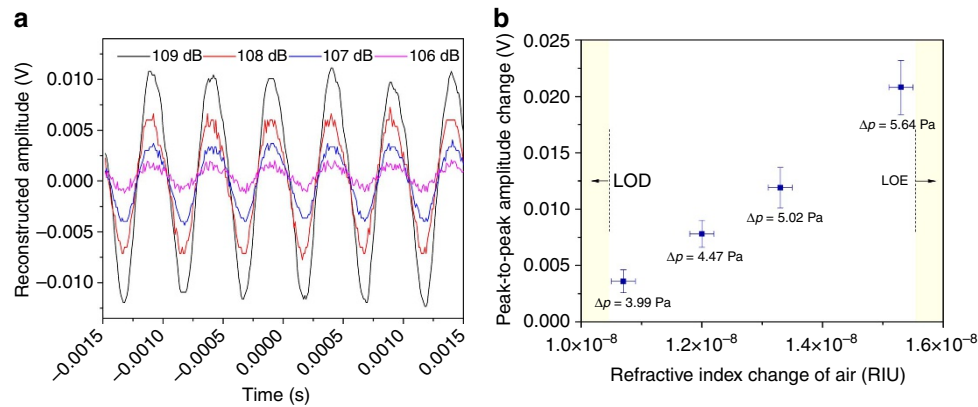 a
109 dB 108 dB 107 dB 106 dB
0.010
0.005
0.000
−0.005
−0.010
Reconstructed amplitude (V)
−0.0015 −0.0010 −0.0005 0.0000 0.0005 0.0010 0.0015
Time (s)
b
0.025
0.020
0.015
0.010
0.005
0.000
Peak-to-peak amplitude change (V)
Δp = 5.64 Pa
LOD
LOE
Δp = 5.02 Pa
Δp = 4.47 Pa
Δp = 3.99 Pa
1.0×10⁻⁸ 1.2×10⁻⁸ 1.4×10⁻⁸ 1.6×10⁻⁸
Refractive index change of air (RIU)